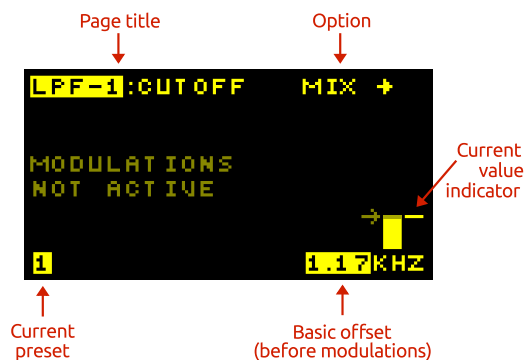 Page title
Option
LPF-1:CUTOFF
MIX →
MODULATIONS
NOT ACTIVE
Current
value
indicator
1
1.17KHZ
Current
preset
Basic offset
(before modulations)